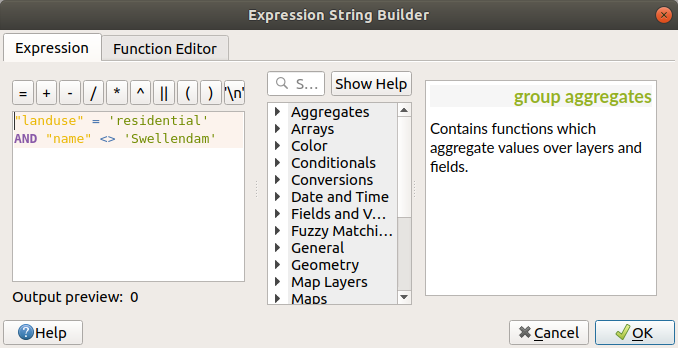 Expression String Builder
Expression
Function Editor
= + - / * ^ || ( ) '\n'
S...
Show Help
"landuse" = 'residential'
AND "name" <> 'Swellendam'
Aggregates
Arrays
Color
Conditionals
Conversions
Date and Time
Fields and V...
Fuzzy Matchi...
General
Geometry
Map Layers
Maps
group aggregates
Contains functions which
aggregate values over layers and
fields.
Output preview: 0
Help
Cancel
OK